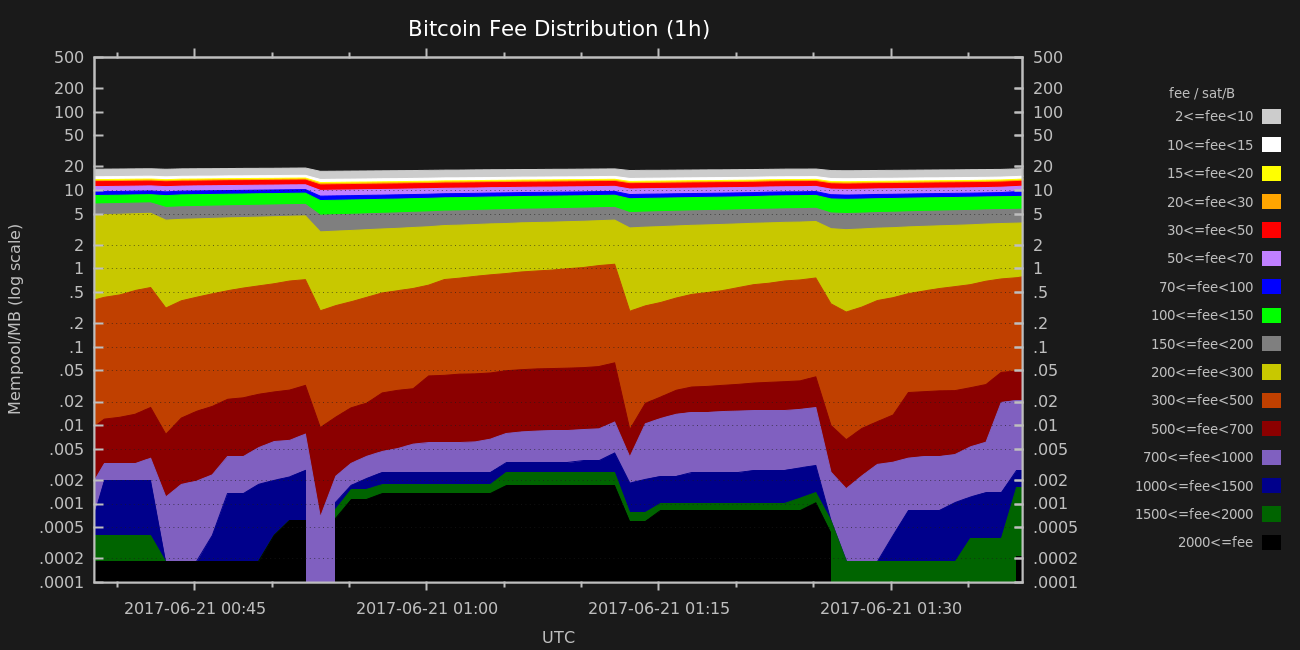 Bitcoin Fee Distribution (1h)
Mempool/MB (log scale)
500
200
100
50
20
10
5
2
1
.5
.2
.1
.05
.02
.01
.005
.002
.001
.0005
.0002
.0001
500
200
100
50
20
10
5
2
1
.5
.2
.1
.05
.02
.01
.005
.002
.001
.0005
.0002
.0001
fee / sat/B
2<=fee<10
10<=fee<15
15<=fee<20
20<=fee<30
30<=fee<50
50<=fee<70
70<=fee<100
100<=fee<150
150<=fee<200
200<=fee<300
300<=fee<500
500<=fee<700
700<=fee<1000
1000<=fee<1500
1500<=fee<2000
2000<=fee
2017-06-21 00:45
2017-06-21 01:00
2017-06-21 01:15
2017-06-21 01:30
UTC